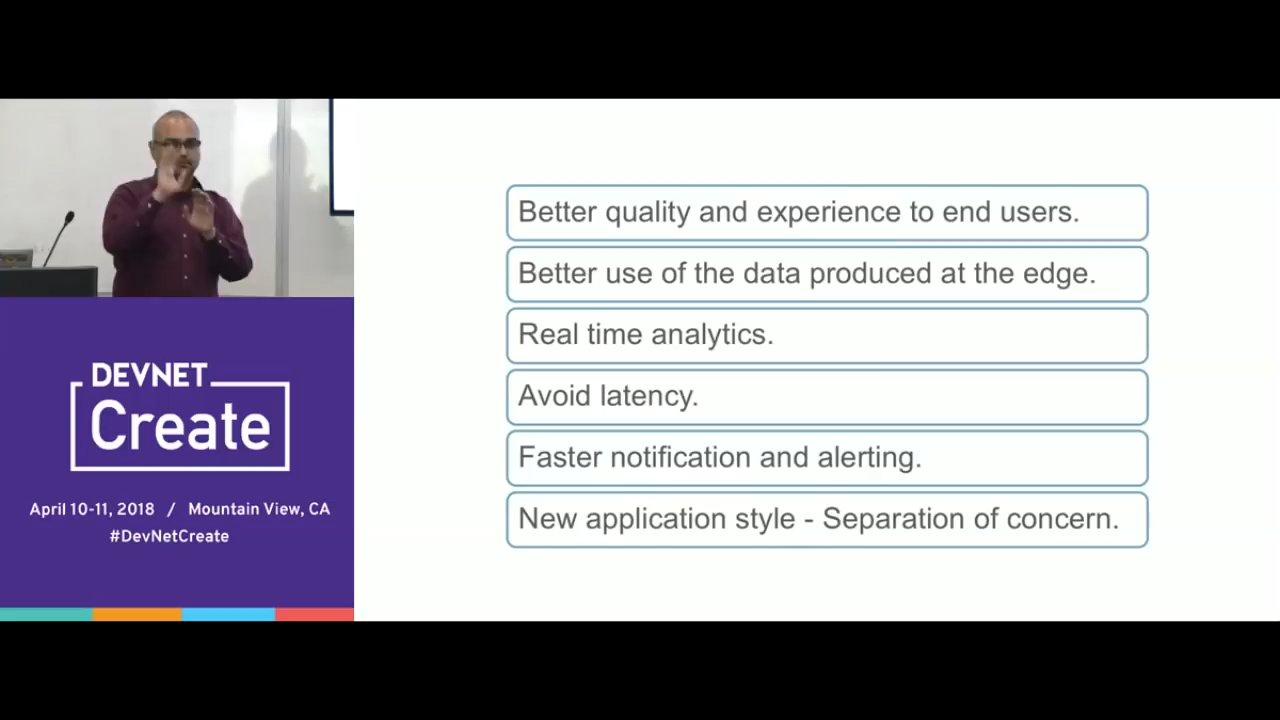 DEVNET
Create
April 10-11, 2018 / Mountain View, CA
#DevNetCreate
Better quality and experience to end users.
Better use of the data produced at the edge.
Real time analytics.
Avoid latency.
Faster notification and alerting.
New application style - Separation of concern.